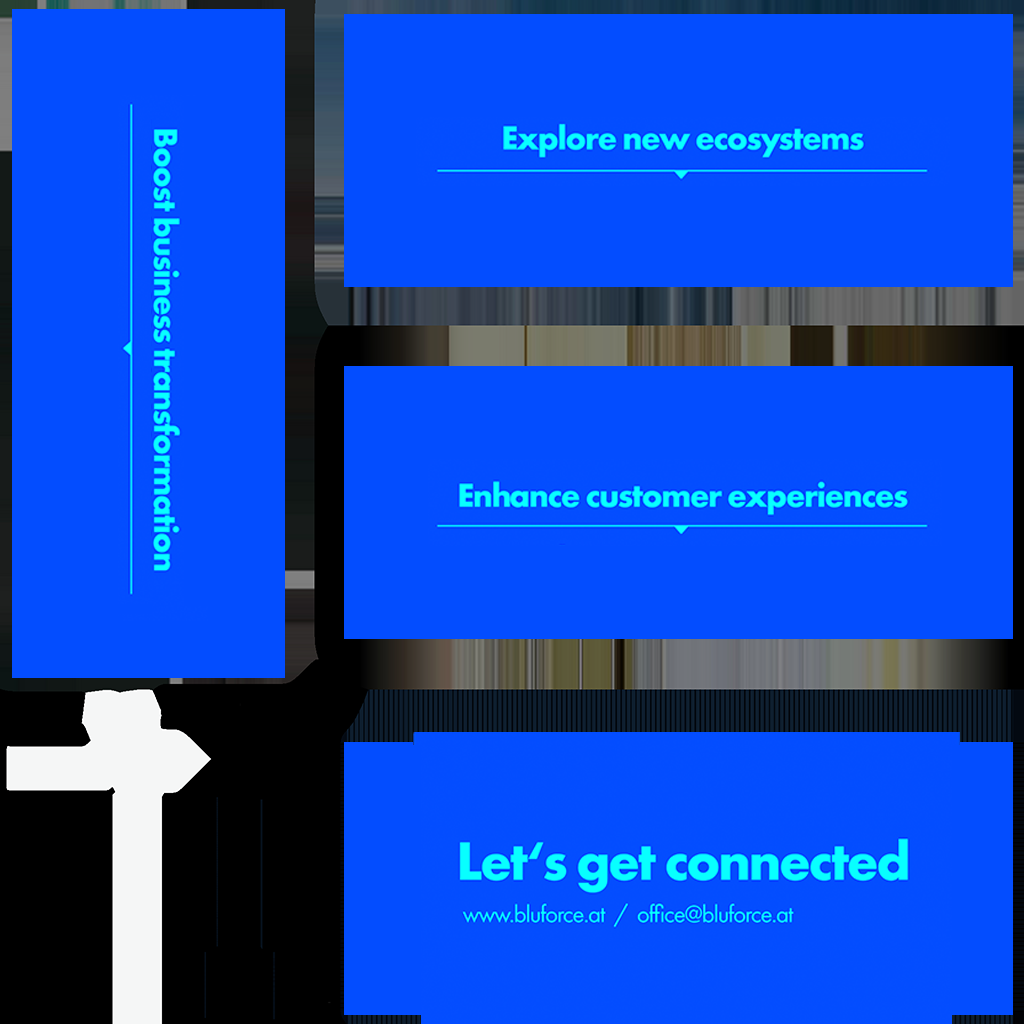 Boost business transformation
Explore new ecosystems
Enhance customer experiences
Let‘s get connected
www.bluforce.at / office@bluforce.at